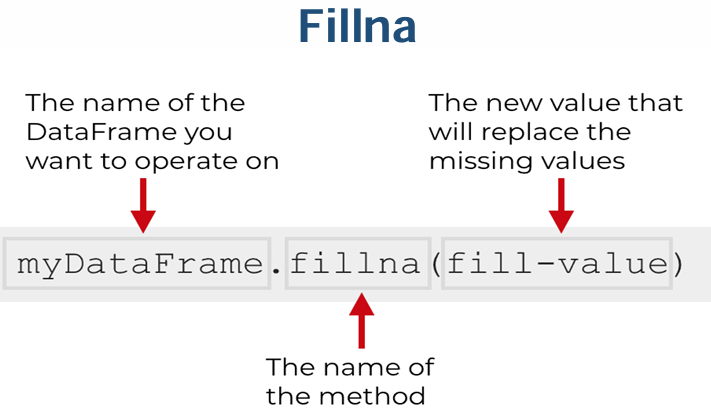 Fillna
The name of the
DataFrame you
want to operate on
The new value that
will replace the
missing values
myDataFrame.fillna(fill-value)
The name of
the method